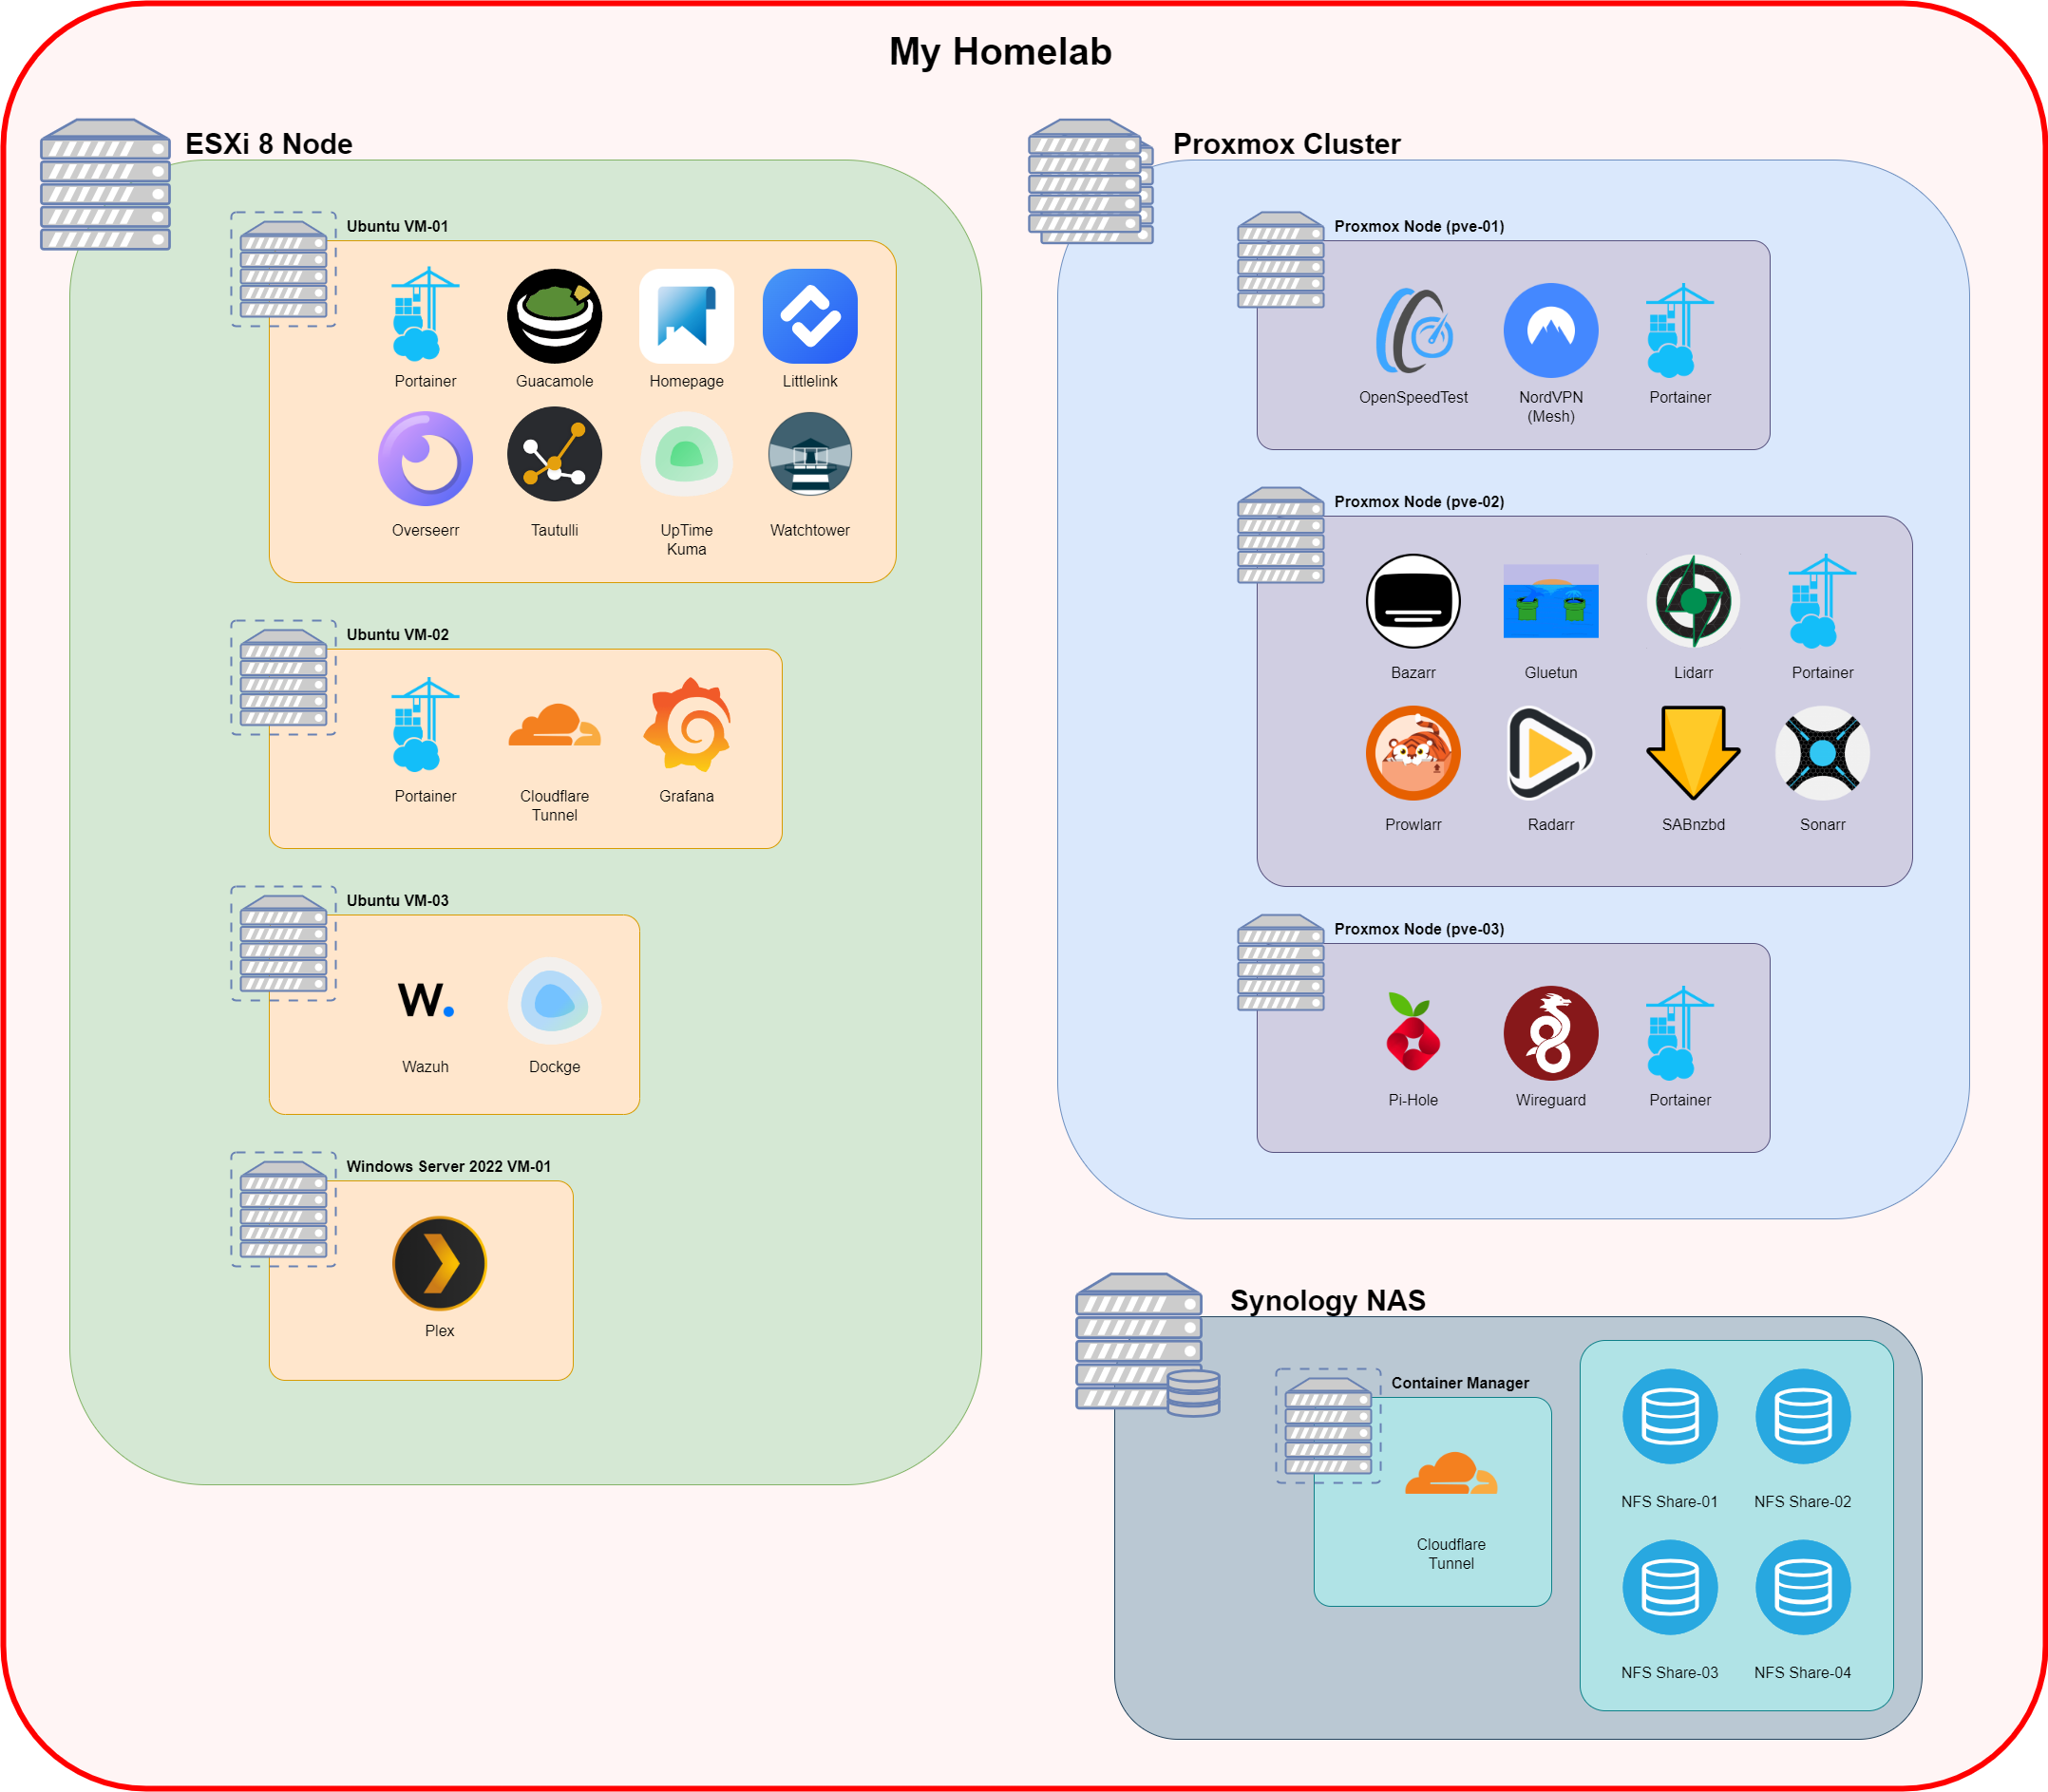 My Homelab
ESXi 8 Node
Ubuntu VM-01
Portainer
Guacamole
Homepage
Littlelink
Overseerr
Tautulli
UpTime
Kuma
Watchtower
Ubuntu VM-02
Portainer
Cloudflare
Tunnel
Grafana
Ubuntu VM-03
W.
Wazuh
Dockge
Windows Server 2022 VM-01
Plex
Proxmox Cluster
Proxmox Node (pve-01)
OpenSpeedTest
NordVPN
(Mesh)
Portainer
Proxmox Node (pve-02)
Bazarr
Gluetun
Lidarr
Portainer
Prowlarr
Radarr
SABnzbd
Sonarr
Proxmox Node (pve-03)
Pi-Hole
Wireguard
Portainer
Synology NAS
Container Manager
Cloudflare
Tunnel
NFS Share-01
NFS Share-02
NFS Share-03
NFS Share-04